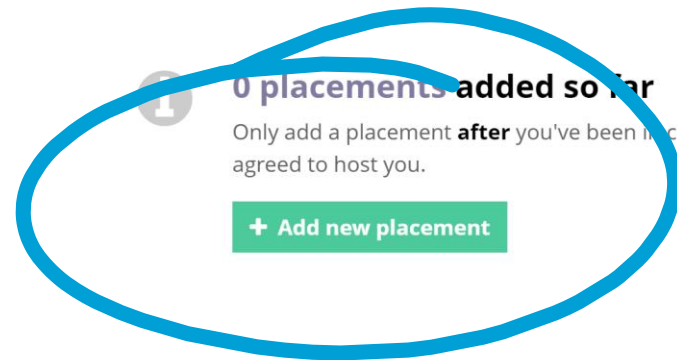 0 placements added so far
Only add a placement after you've been in c
agreed to host you.
+ Add new placement